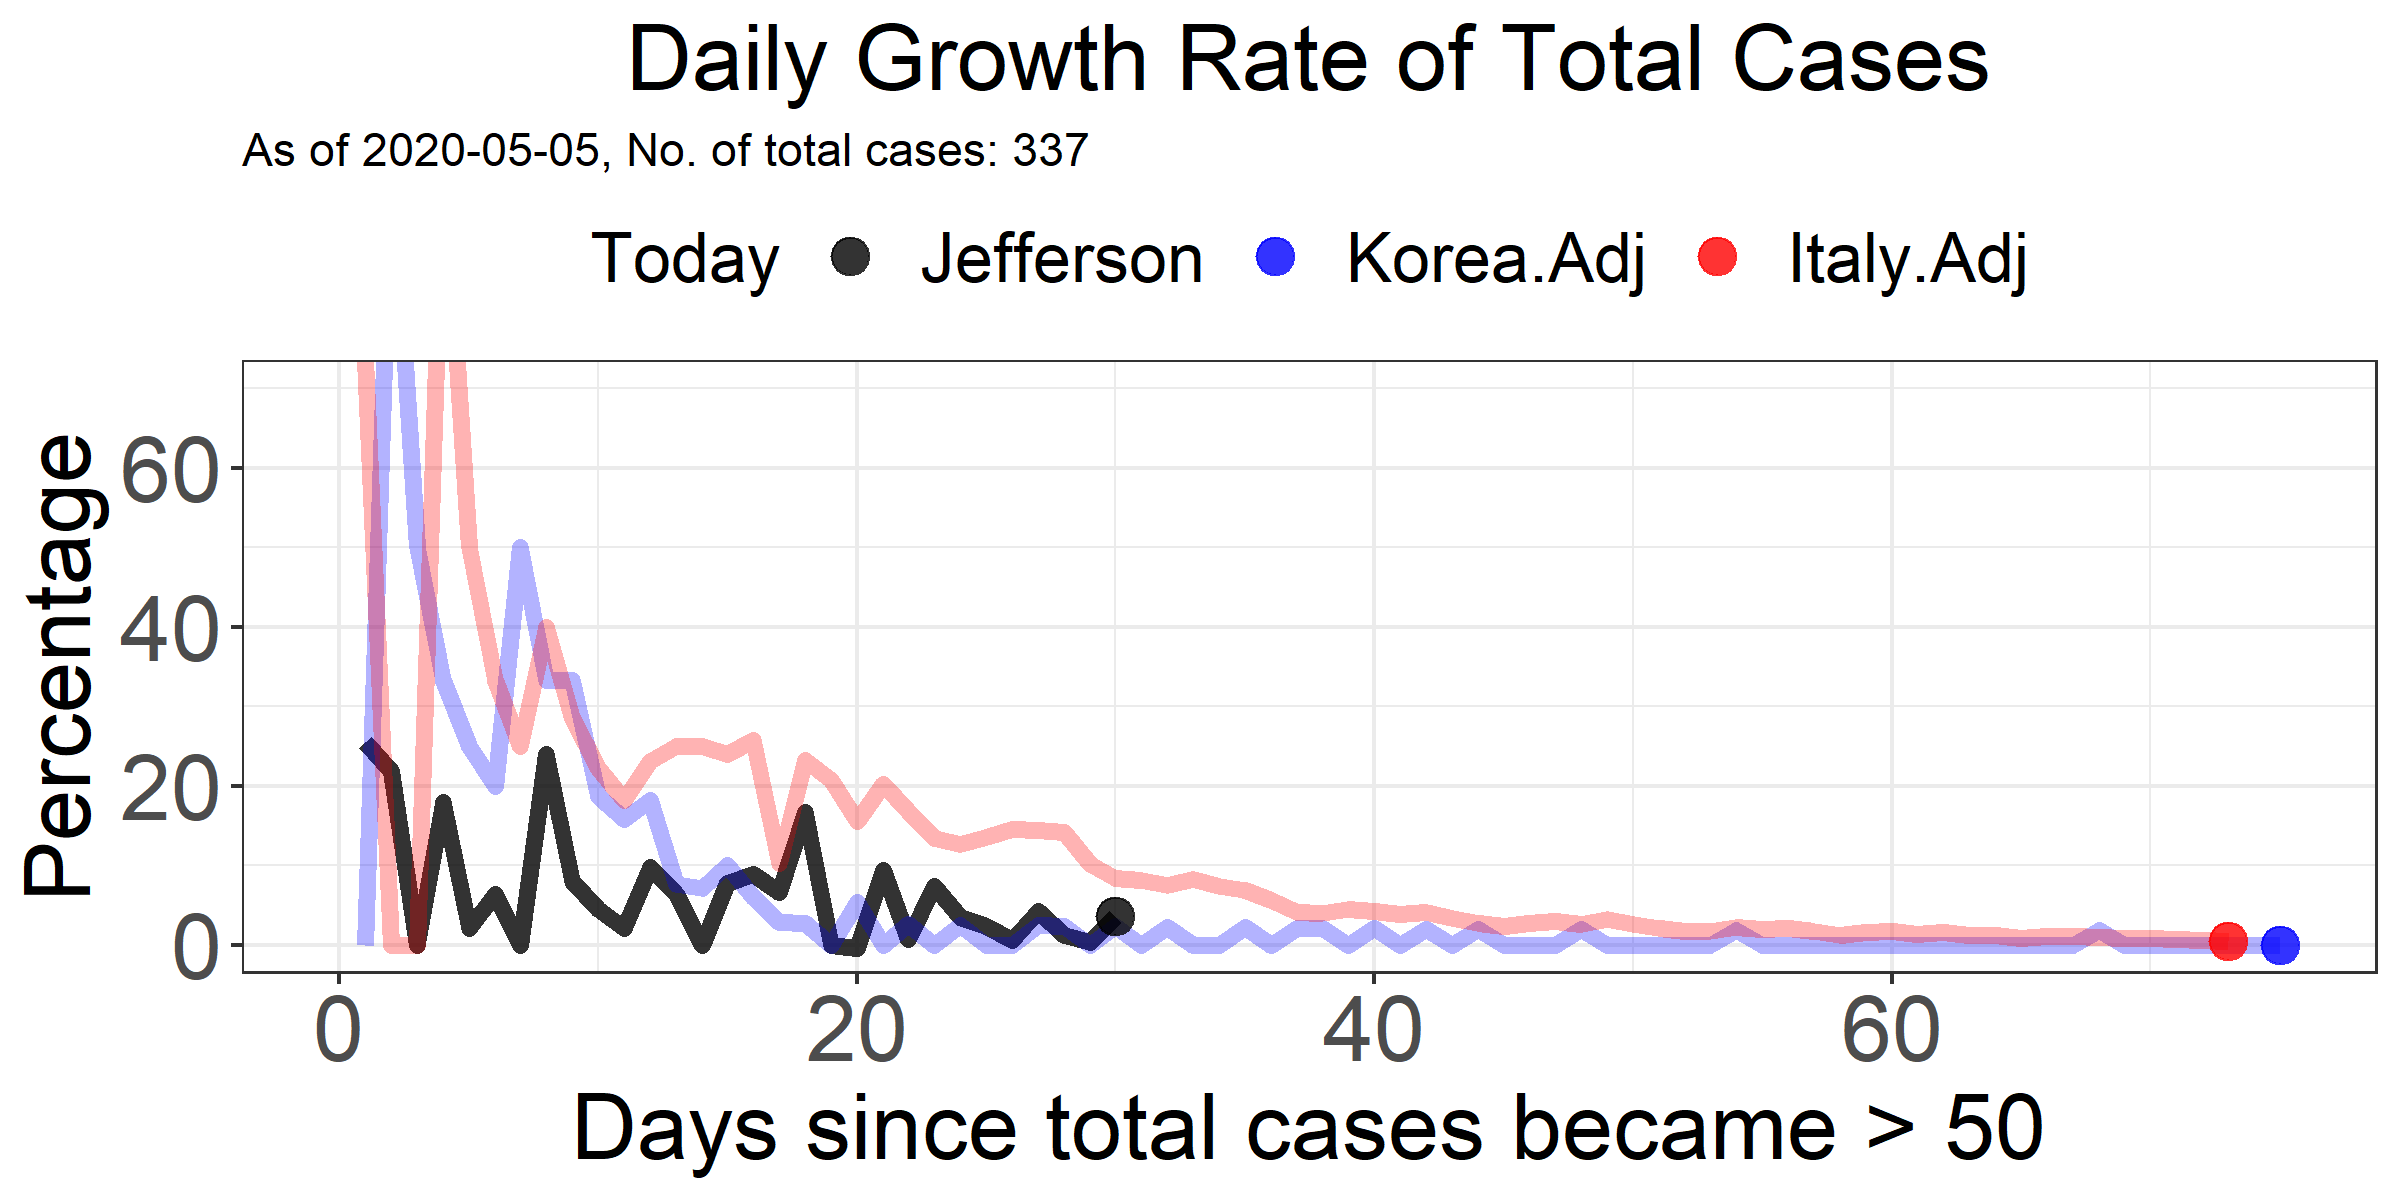 Daily Growth Rate of Total Cases
As of 2020-05-05, No. of total cases: 337
Today Jefferson Korea.Adj Italy.Adj
Percentage
60
40
20
0
0 20 40 60
Days since total cases became > 50